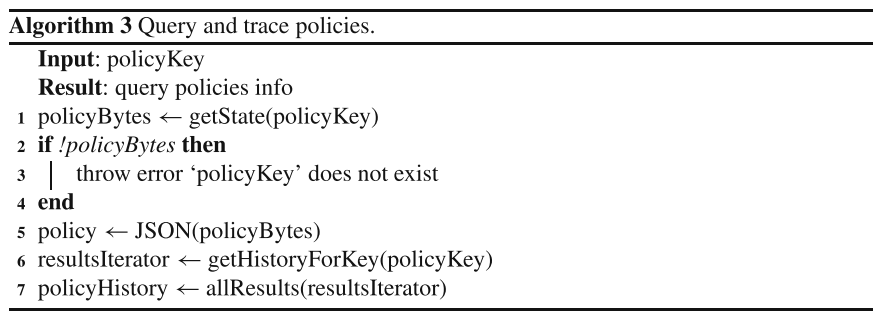 Algorithm 3 Query and trace policies.
Input: policyKey
Result: query policies info
1 policyBytes ← getState(policyKey)
2 if !policyBytes then
3 throw error ‘policyKey’ does not exist
4 end
5 policy ← JSON(policyBytes)
6 resultsIterator ← getHistoryForKey(policyKey)
7 policyHistory ← allResults(resultsIterator)